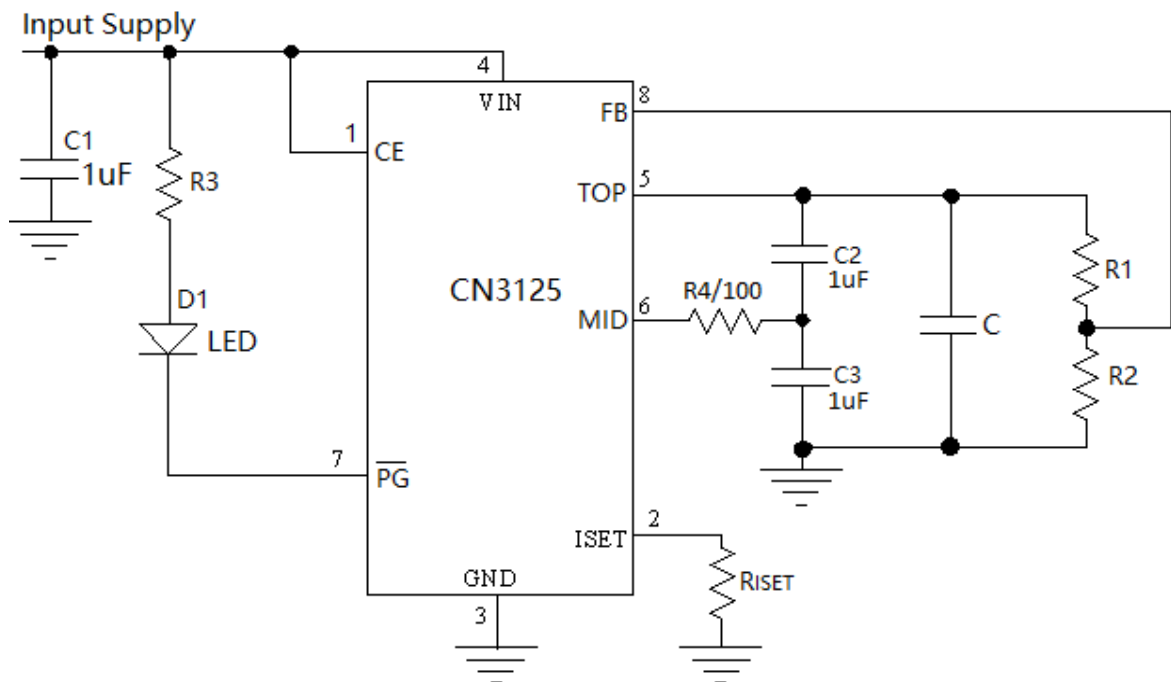 Input Supply
4
VIN
8
FB
1
CE
C1
1uF
R3
5
TOP
C2
1uF
R1
D1
LED
CN3125
R4/100
6
MID
C
C3
1uF
R2
7
PG
2
ISET
RISET
GND
3